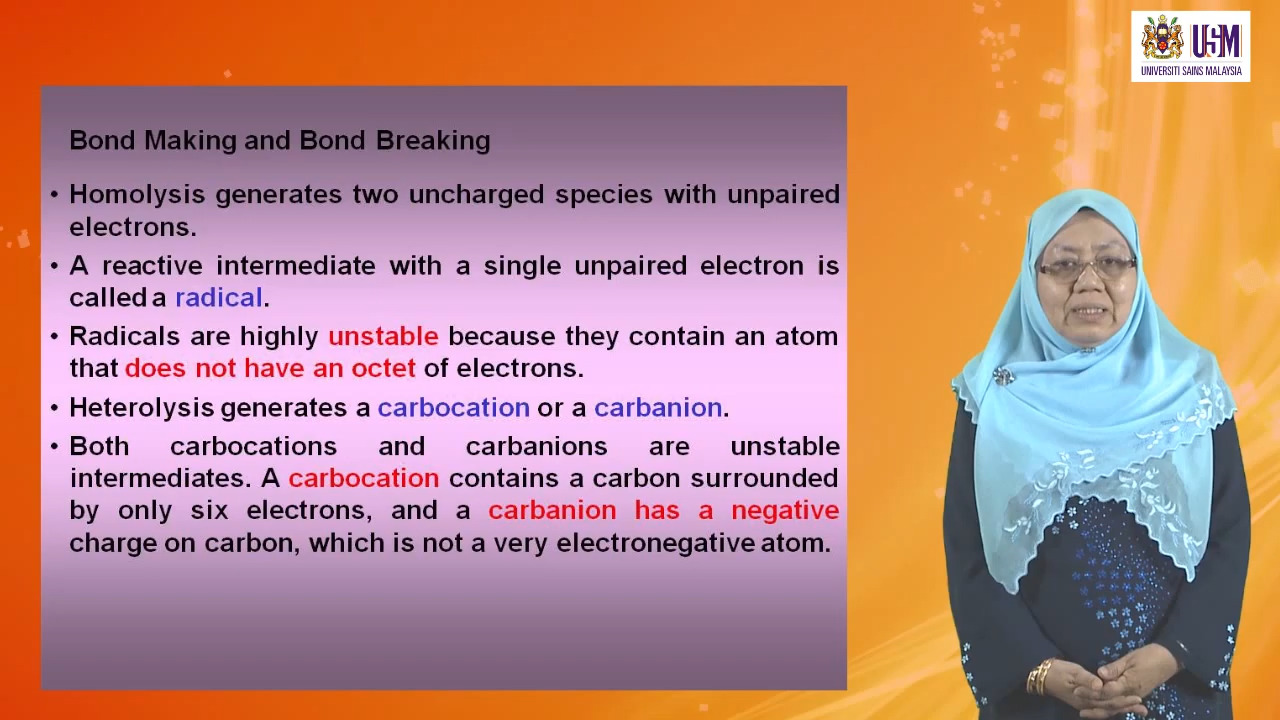 USM
UNIVERSITI SAINS MALAYSIA
Bond Making and Bond Breaking
• Homolysis generates two uncharged species with unpaired
electrons.
• A reactive intermediate with a single unpaired electron is
called a radical.
• Radicals are highly unstable because they contain an atom
that does not have an octet of electrons.
• Heterolysis generates a carbocation or a carbanion.
• Both carbocations and carbanions are unstable
intermediates. A carbocation contains a carbon surrounded
by only six electrons, and a carbanion has a negative
charge on carbon, which is not a very electronegative atom.